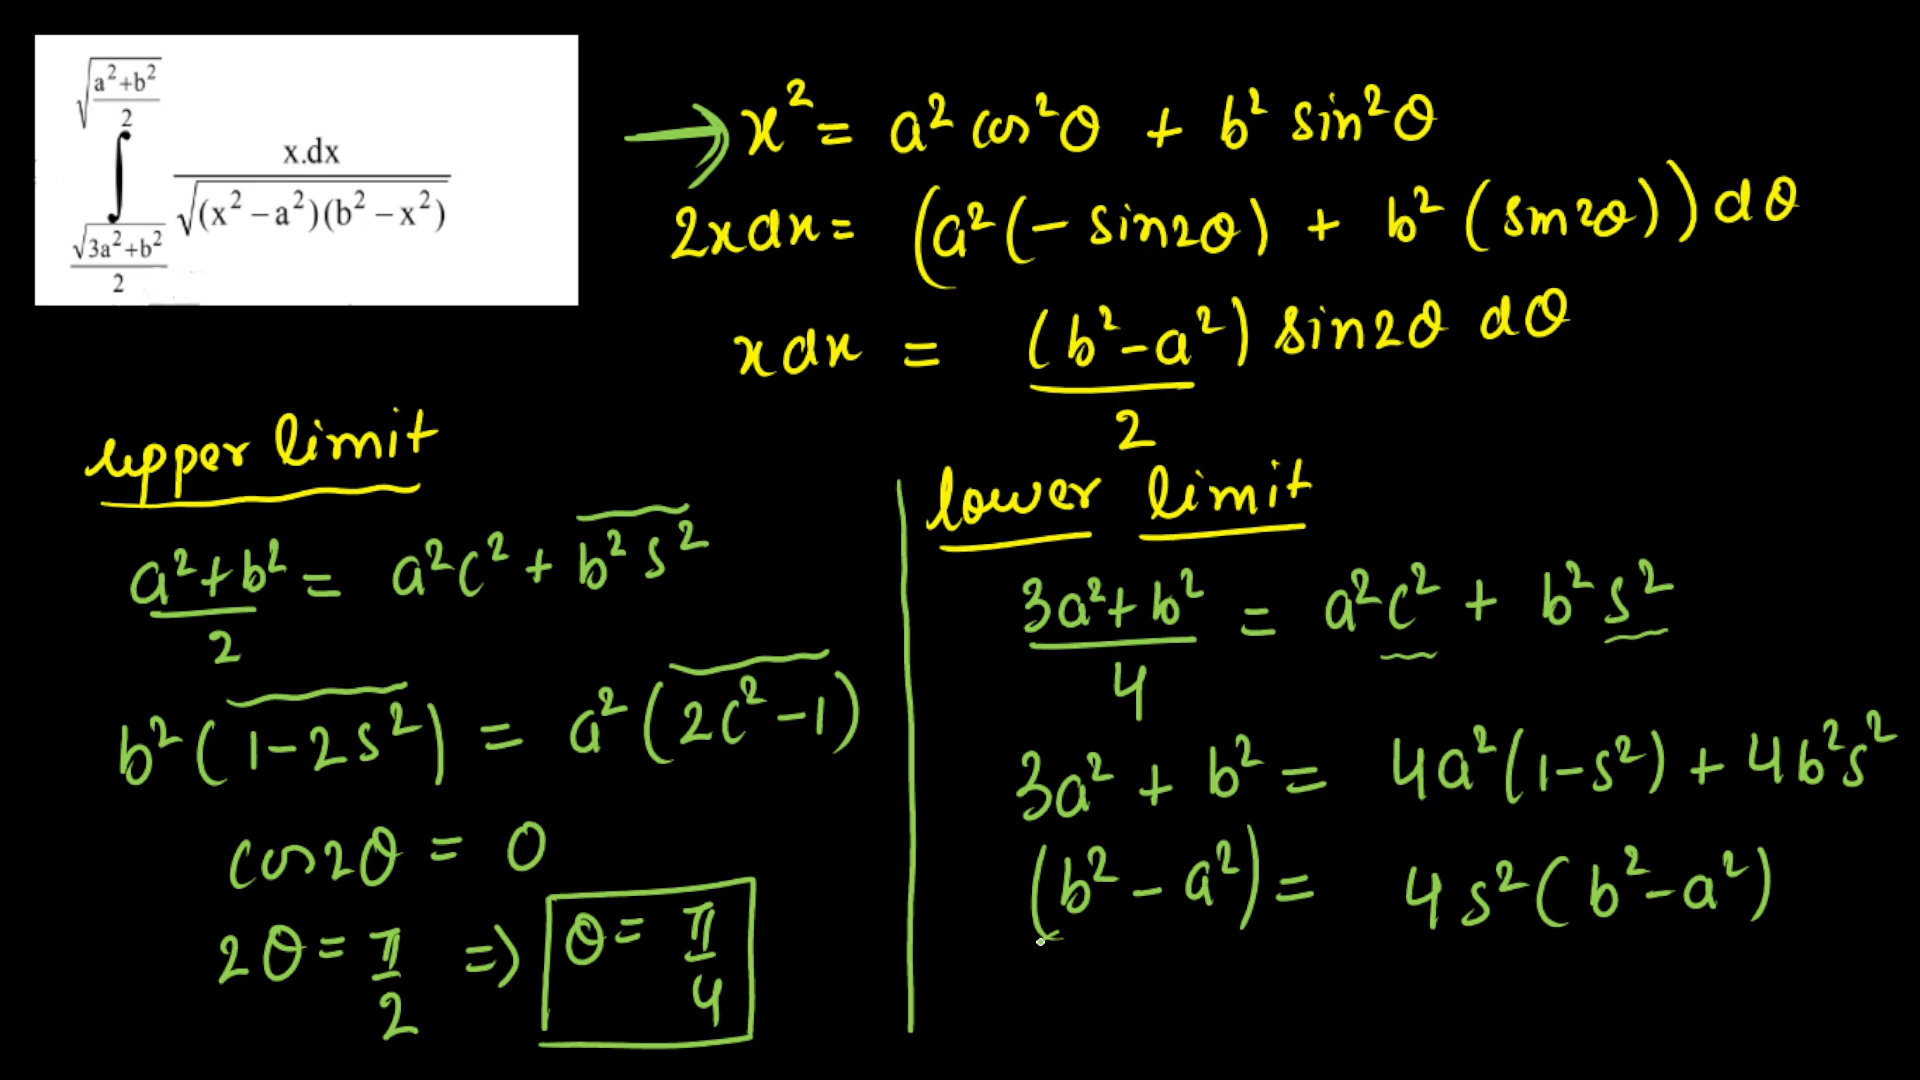 √a²+b²/2
∫ x.dx / √(x² – a²)(b² – x²)
√3a²+b²/2
→ x² = a² cos²θ + b² sin²θ
2xdx = (a²(- sin2θ) + b² (sin2θ)) dθ
xdx = (b²-a²)/2 sin2θ dθ
upper limit
a²+b²/2 = a²c² + b²s²
b²(1-2s²) = a²(2c²-1)
cos2θ = 0
2θ = π/2 => θ = π/4
lower limit
3a²+b²/4 = a²c² + b²s²
3a² + b² = 4a²(1-s²) + 4b²s²
(b² - a²) = 4s²(b²-a²)